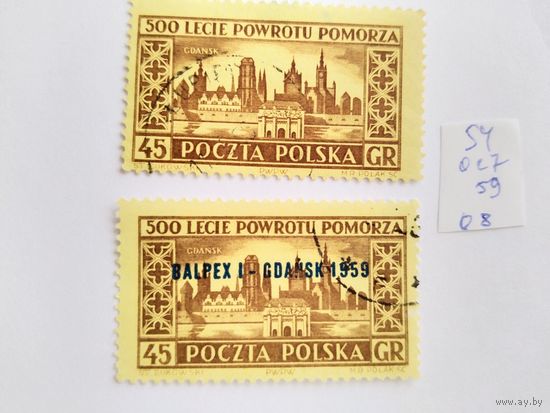 500 LECIE POWROTU POMORZA
GDAŃSK
45 POCZTA POLSKA GR
PWPW
M.R.POLAK SC.
54
окт
59
08
500 LECIE POWROTU POMORZA
GDAŃSK
BALPEX I - GDAŃSK 1959
45 POCZTA POLSKA GR
PWPW
M.R.POLAK SC.
www.ay.by